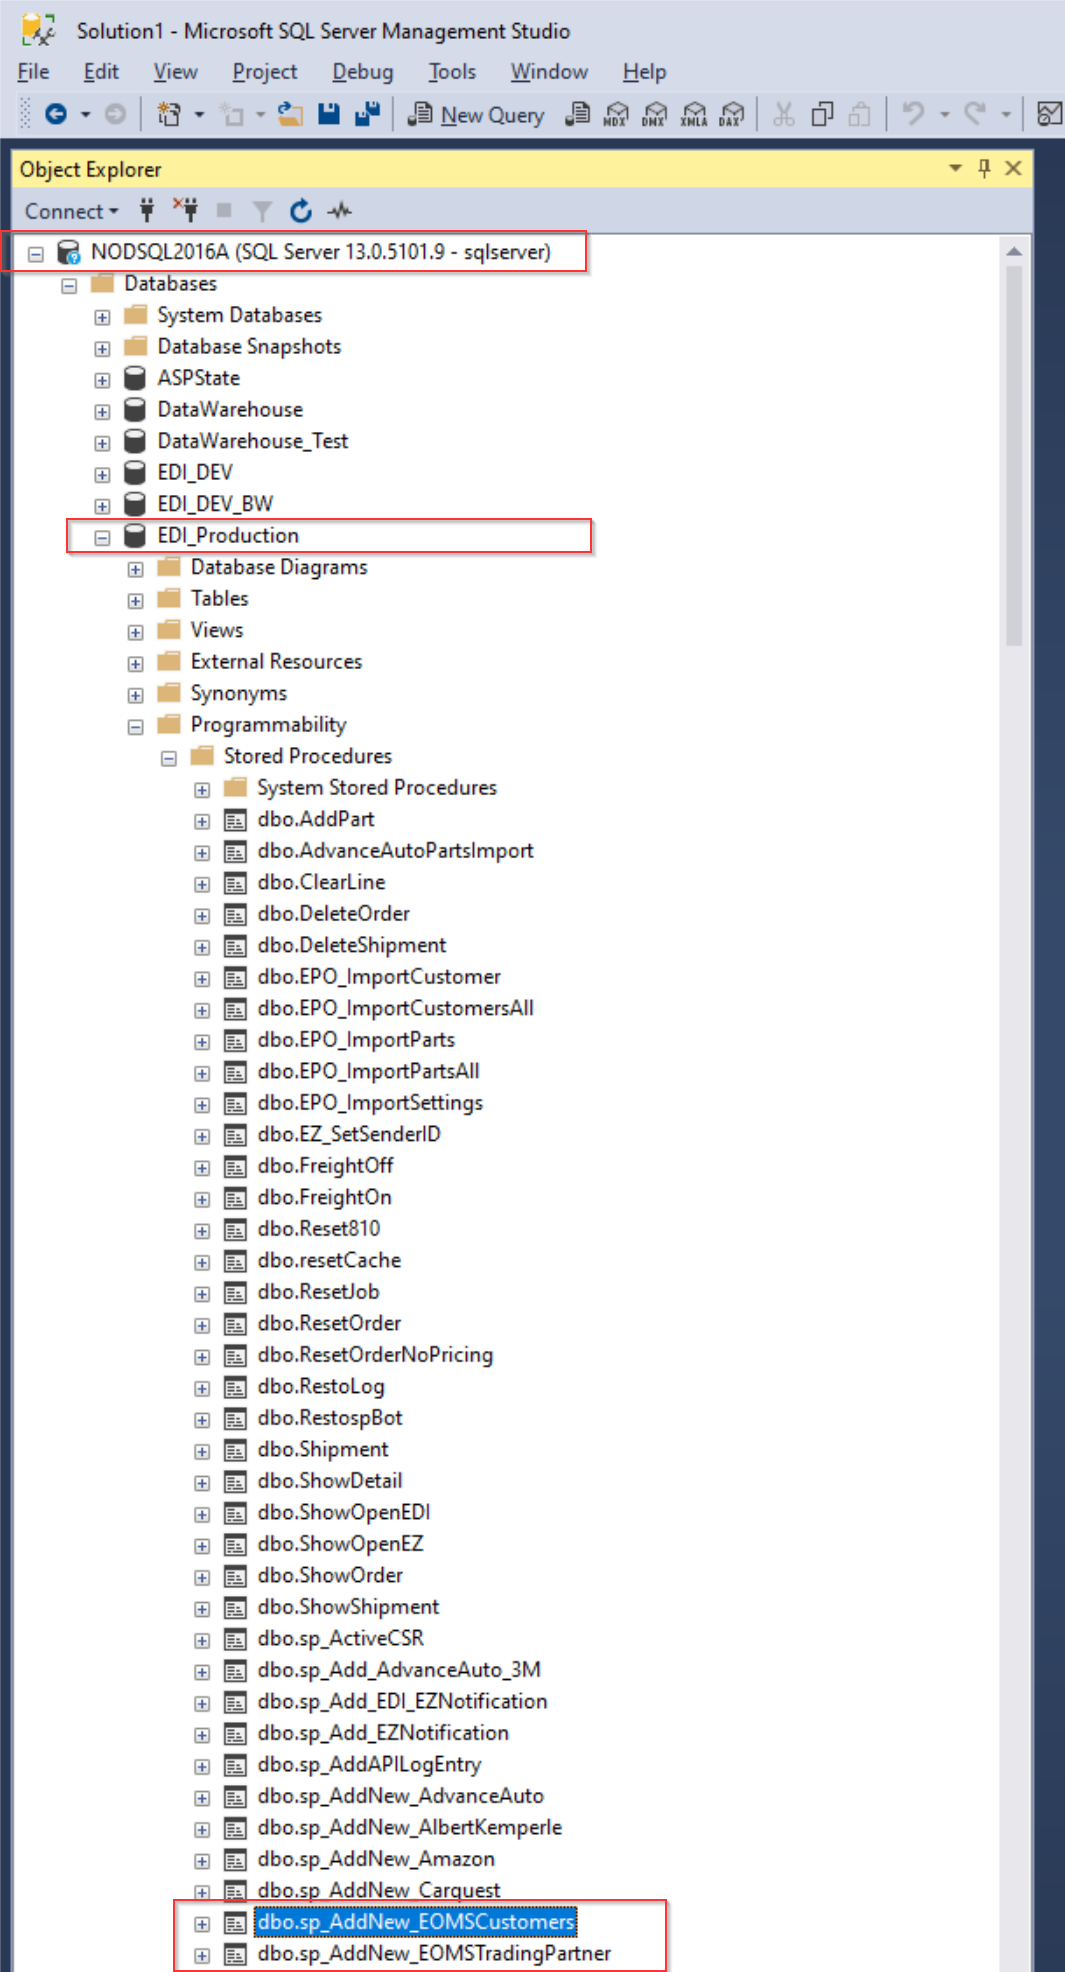 Solution1 - Microsoft SQL Server Management Studio
File Edit View Project Debug Tools Window Help
New Query MDX DMX XMLA DAX
Object Explorer
Connect
NODSQL2016A (SQL Server 13.0.5101.9 - sqlserver)
Databases
System Databases
Database Snapshots
ASPState
DataWarehouse
DataWarehouse_Test
EDI_DEV
EDI_DEV_BW
EDI_Production
Database Diagrams
Tables
Views
External Resources
Synonyms
Programmability
Stored Procedures
System Stored Procedures
dbo.AddPart
dbo.AdvanceAutoPartsImport
dbo.ClearLine
dbo.DeleteOrder
dbo.DeleteShipment
dbo.EPO_ImportCustomer
dbo.EPO_ImportCustomersAll
dbo.EPO_ImportParts
dbo.EPO_ImportPartsAll
dbo.EPO_ImportSettings
dbo.EZ_SetSenderID
dbo.FreightOff
dbo.FreightOn
dbo.Reset810
dbo.resetCache
dbo.ResetJob
dbo.ResetOrder
dbo.ResetOrderNoPricing
dbo.RestoLog
dbo.RestospBot
dbo.Shipment
dbo.ShowDetail
dbo.ShowOpenEDI
dbo.ShowOpenEZ
dbo.ShowOrder
dbo.ShowShipment
dbo.sp_ActiveCSR
dbo.sp_Add_AdvanceAuto_3M
dbo.sp_Add_EDI_EZNotification
dbo.sp_Add_EZNotification
dbo.sp_AddAPILogEntry
dbo.sp_AddNew_AdvanceAuto
dbo.sp_AddNew_AlbertKemperle
dbo.sp_AddNew_Amazon
dbo.sp_AddNew_Carquest
dbo.sp_AddNew_EOMSCustomers
dbo.sp_AddNew_EOMSTradingPartner